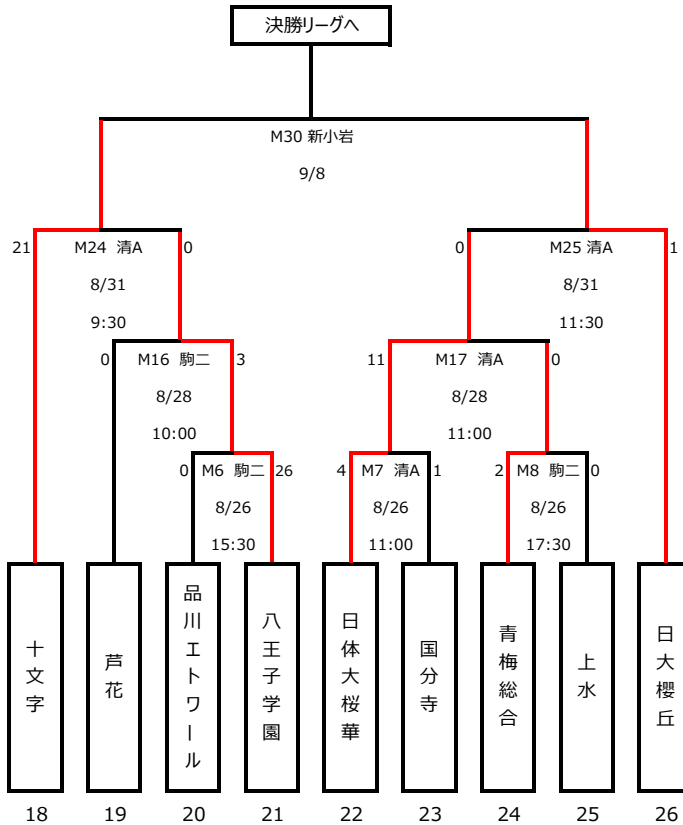 決勝リーグへ
M30 新小岩
9/8
21 M24 清A 0
8/31
9:30
0 M25 清A 1
8/31
11:30
0 M16 駒二 3
8/28
10:00
11 M17 清A 0
8/28
11:00
0 M6 駒二 26
8/26
15:30
4 M7 清A 1
8/26
11:00
2 M8 駒二 0
8/26
17:30
十文字
芦花
品川エトワール
八王子学園
日体大桜華
国分寺
青梅総合
上水
日大櫻丘
18 19 20 21 22 23 24 25 26